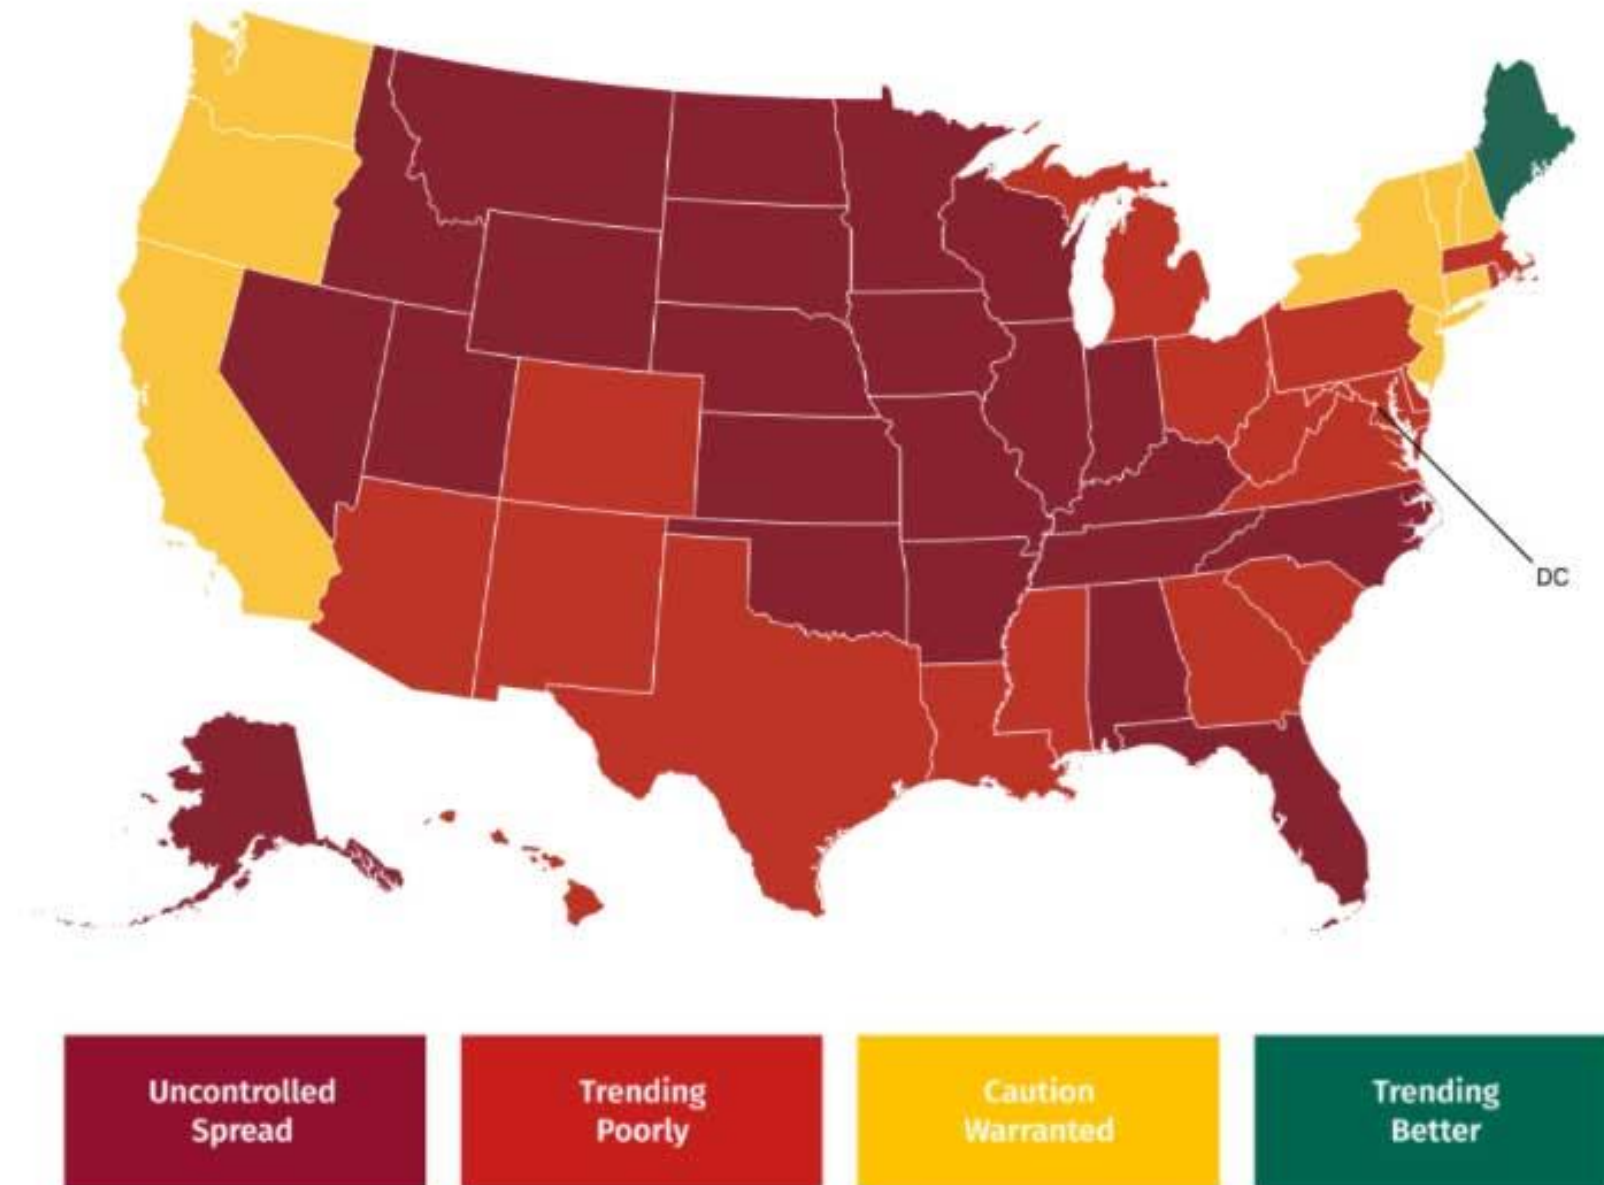 DC
Uncontrolled
Spread
Trending
Poorly
Caution
Warranted
Trending
Better